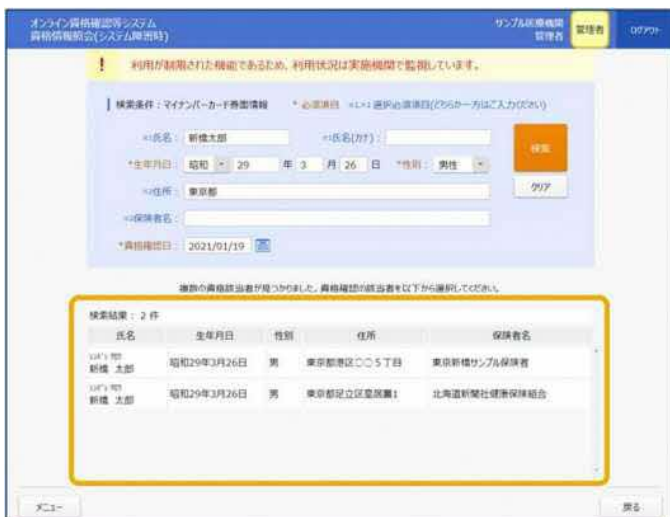 オンライン資格確認等システム
資格情報照会(システム障害時)
サンプル医療機関
管理者
管理者
ログアウト
! 利用が制限された機能であるため、利用状況は実施機関で監視しています。
検索条件:マイナンバーカード券面情報 * 必須項目 ※1※2 選択必須項目(どちらか一方はご入力ください)
※1氏名: 新橋太郎 ※1氏名(カナ):
検索
*生年月日: 昭和 29 年 3 月 26 日 *性別: 男性
クリア
※2住所: 東京都
※2保険者名:
*資格確認日: 2021/01/19
複数の資格該当者が見つかりました。資格確認の該当者を以下から選択してください。
検索結果: 2 件
氏名 生年月日 性別 住所 保険者名
新橋 太郎 昭和29年3月26日 男 東京都港区〇〇5丁目 東京新橋サンプル保険者
新橋 太郎 昭和29年3月26日 男 東京都足立区 1 北海道新聞社健康保険組合
メニュー
戻る